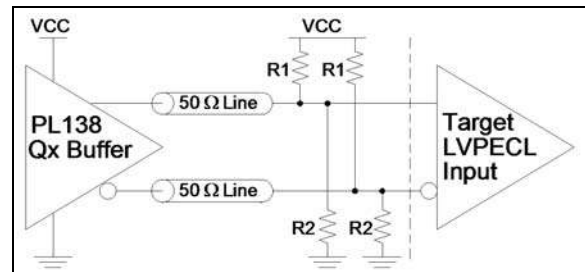 VCC
VCC
R1
R1
50 Ω Line
PL138
Qx Buffer
Target
LVPECL
Input
50 Ω Line
R2
R2